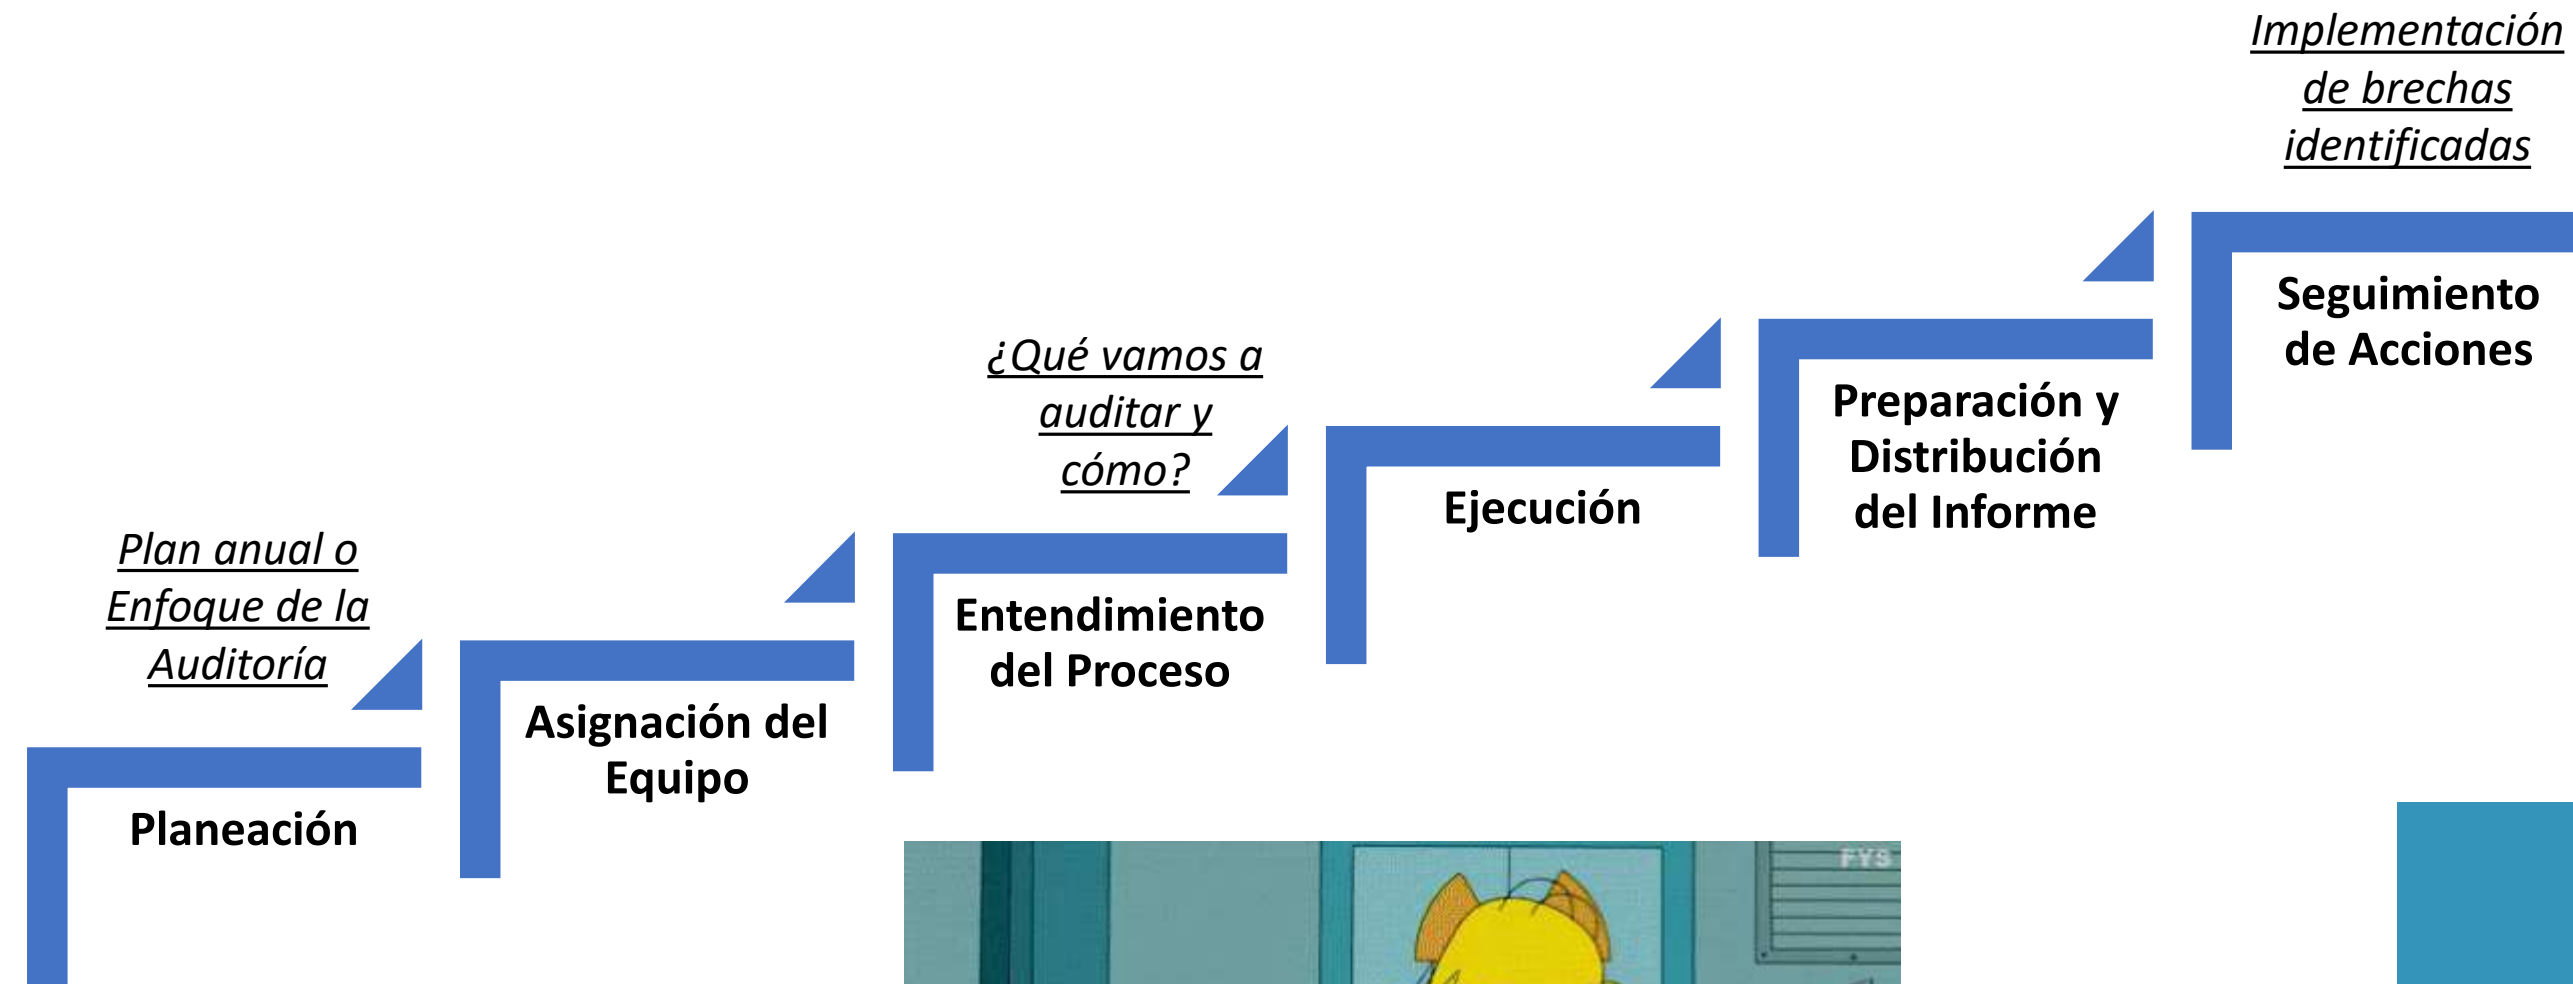 Plan anual o
Enfoque de la
Auditoría
Planeación
Asignación del
Equipo
¿Qué vamos a
auditar y
cómo?
Entendimiento
del Proceso
Ejecución
Preparación y
Distribución
del Informe
Implementación
de brechas
identificadas
Seguimiento
de Acciones
FYS